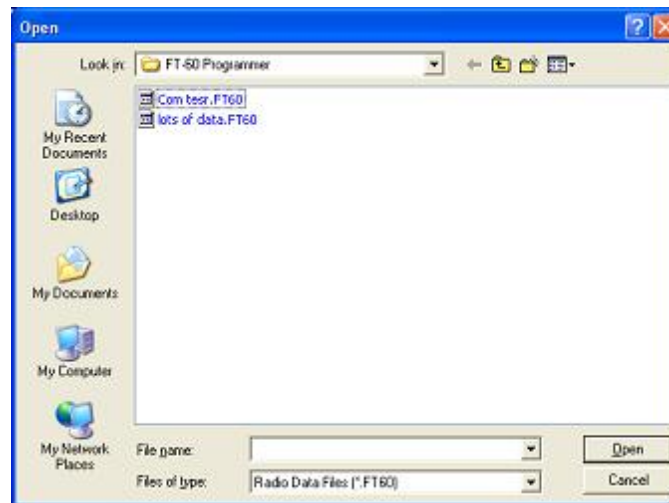 Open
Look in: FT-60 Programmer
Com tesr.FT60
lots of data.FT60
My Recent
Documents
Desktop
My Documents
My Computer
My Network
Places
File name:
Open
Files of type: Radio Data Files (*.FT60)
Cancel